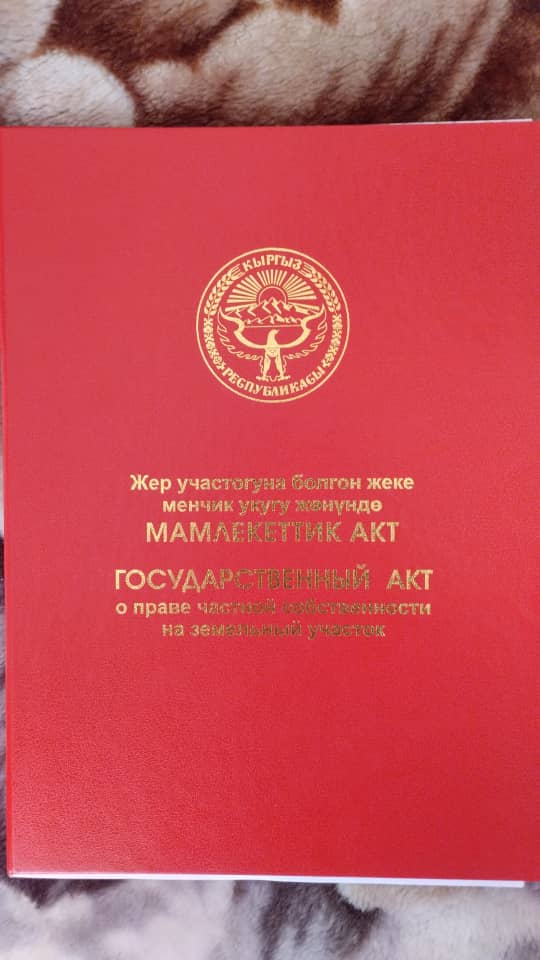 КЫРГЫЗ
РЕСПУБЛИКАСЫ
Жер участогуна болгон жеке
менчик укугу жөнүндө
МАМЛЕКЕТТИК АКТ
ГОСУДАРСТВЕННЫЙ АКТ
о праве частной собственности
на земельный участок